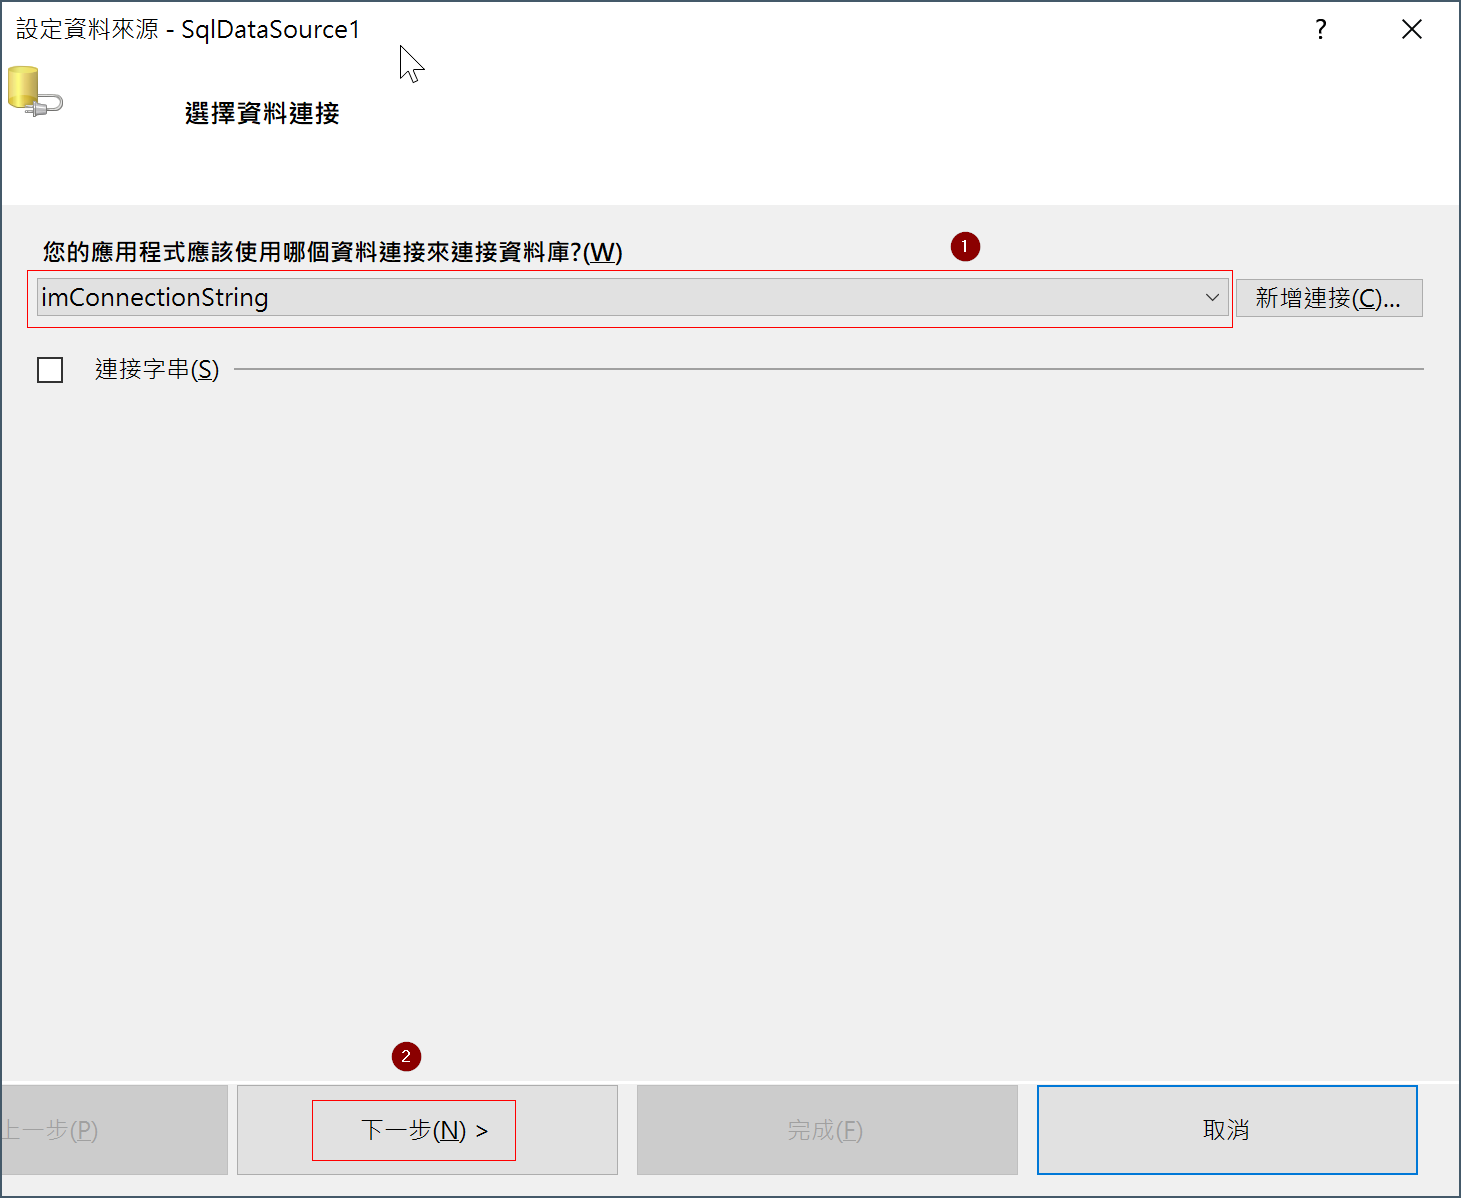 設定資料來源 - SqlDataSource1
?
選擇資料連接
您的應用程式應該使用哪個資料連接來連接資料庫?(W)
1
imConnectionString
新增連接(C)...
連接字串(S)
2
上一步(P)
下一步(N) >
完成(F)
取消